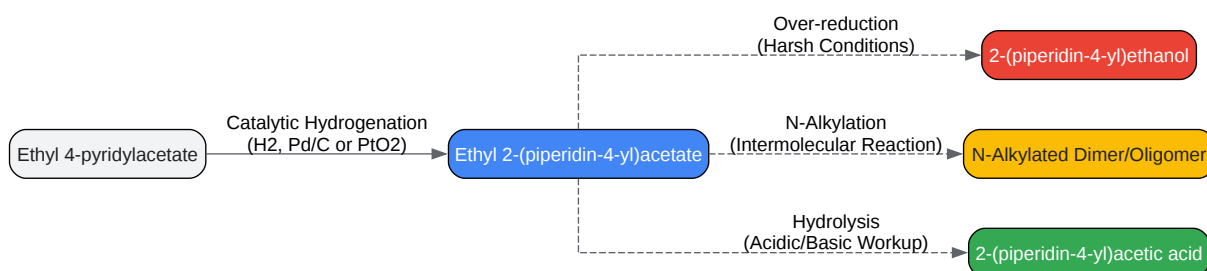 Over-reduction
(Harsh Conditions)
2-(piperidin-4-yl)ethanol
Ethyl 4-pyridylacetate
Catalytic Hydrogenation
(H2, Pd/C or PtO2)
Ethyl 2-(piperidin-4-yl)acetate
N-Alkylation
(Intermolecular Reaction)
N-Alkylated Dimer/Oligomer
Hydrolysis
(Acidic/Basic Workup)
2-(piperidin-4-yl)acetic acid